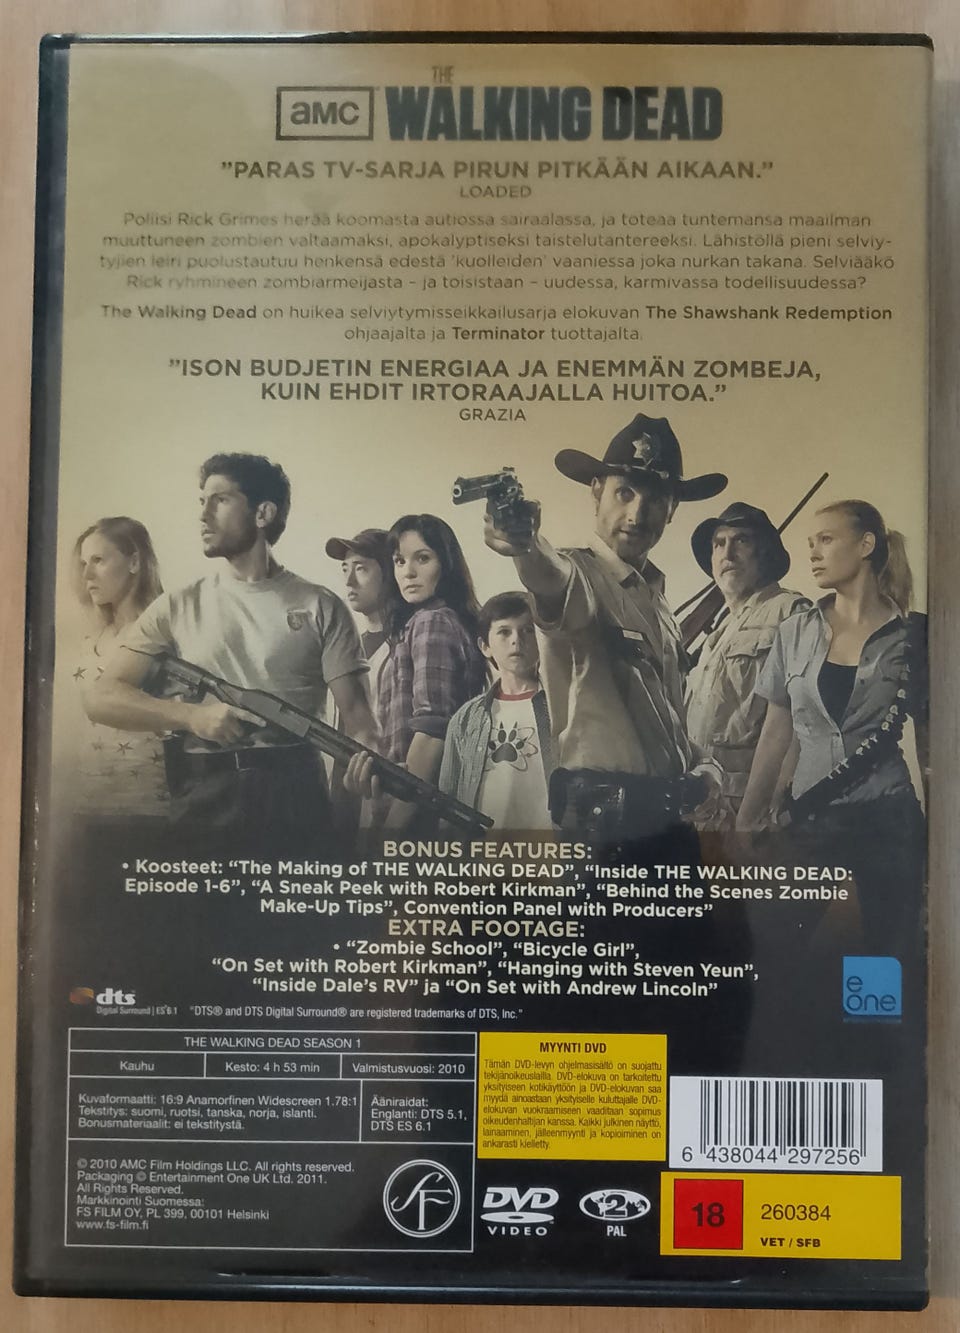 THE
aMC WALKING DEAD
"PARAS TV-SARJA PIRUN PITKÄÄN AIKAAN."
LOADED
Poliisi Rick Grimes herää koomasta autiossa sairaalassa, ja toteaa tuntemansa maailman
muuttuneen zombien valtaamaksi, apokalyptiseksi taistelutantereeksi. Lähistöllä pieni selviy-
tyjien leiri puolustautuu henkensä edestä 'kuolleiden' vaaniessa joka nurkan takana. Selviääkö
Rick ryhmineen zombiarmeijasta - ja toisistaan - uudessa, karmivassa todellisuudessa?
The Walking Dead on huikea selviytymisseikkailusarja elokuvan The Shawshank Redemption
ohjaajalta ja Terminator tuottajalta.
"ISON BUDJETIN ENERGIAA JA ENEMMÄN ZOMBEJA,
KUIN EHDIT IRTORAAJALLA HUITOA."
GRAZIA
BONUS FEATURES:
• Koosteet: "The Making of THE WALKING DEAD", "Inside THE WALKING DEAD:
Episode 1-6", "A Sneak Peek with Robert Kirkman", "Behind the Scenes Zombie
Make-Up Tips", Convention Panel with Producers"
EXTRA FOOTAGE:
• "Zombie School", "Bicycle Girl",
"On Set with Robert Kirkman", "Hanging with Steven Yeun",
"Inside Dale's RV" ja "On Set with Andrew Lincoln"
dts
Digital Surround | ES 6.1 "DTS® and DTS Digital Surround® are registered trademarks of DTS, Inc."
e
one
THE WALKING DEAD SEASON 1
Kauhu Kesto: 4 h 53 min Valmistusvuosi: 2010
Kuvaformaatti: 16:9 Anamorfinen Widescreen 1.78:1
Tekstitys: suomi, ruotsi, tanska, norja, islanti.
Bonusmateriaalit: ei tekstitystä.
Ääniraidat:
Englanti: DTS 5.1,
DTS ES 6.1
© 2010 AMC Film Holdings LLC. All rights reserved.
Packaging © Entertainment One UK Ltd. 2011.
All Rights Reserved.
Markkinointi Suomessa:
FS FILM OY, PL 399, 00101 Helsinki
www.fs-film.fi
SF
MYYNTI DVD
Tämän DVD-levyn ohjelmasisältö on suojattu
tekijänoikeuslailla. DVD-elokuva on tarkoitettu
yksityiseen kotikäyttöön ja DVD-elokuvan saa
myydä ainoastaan yksityiselle kuluttajalle DVD-
elokuvan vuokraamiseen vaaditaan sopimus
oikeudenhaltijan kanssa. Kaikki julkinen näyttö,
lainaaminen, jälleenmyynti ja kopioiminen on
ankarasti kielletty.
6 438044 297256
DVD
VIDEO
2
PAL
18
260384
VET / SFB